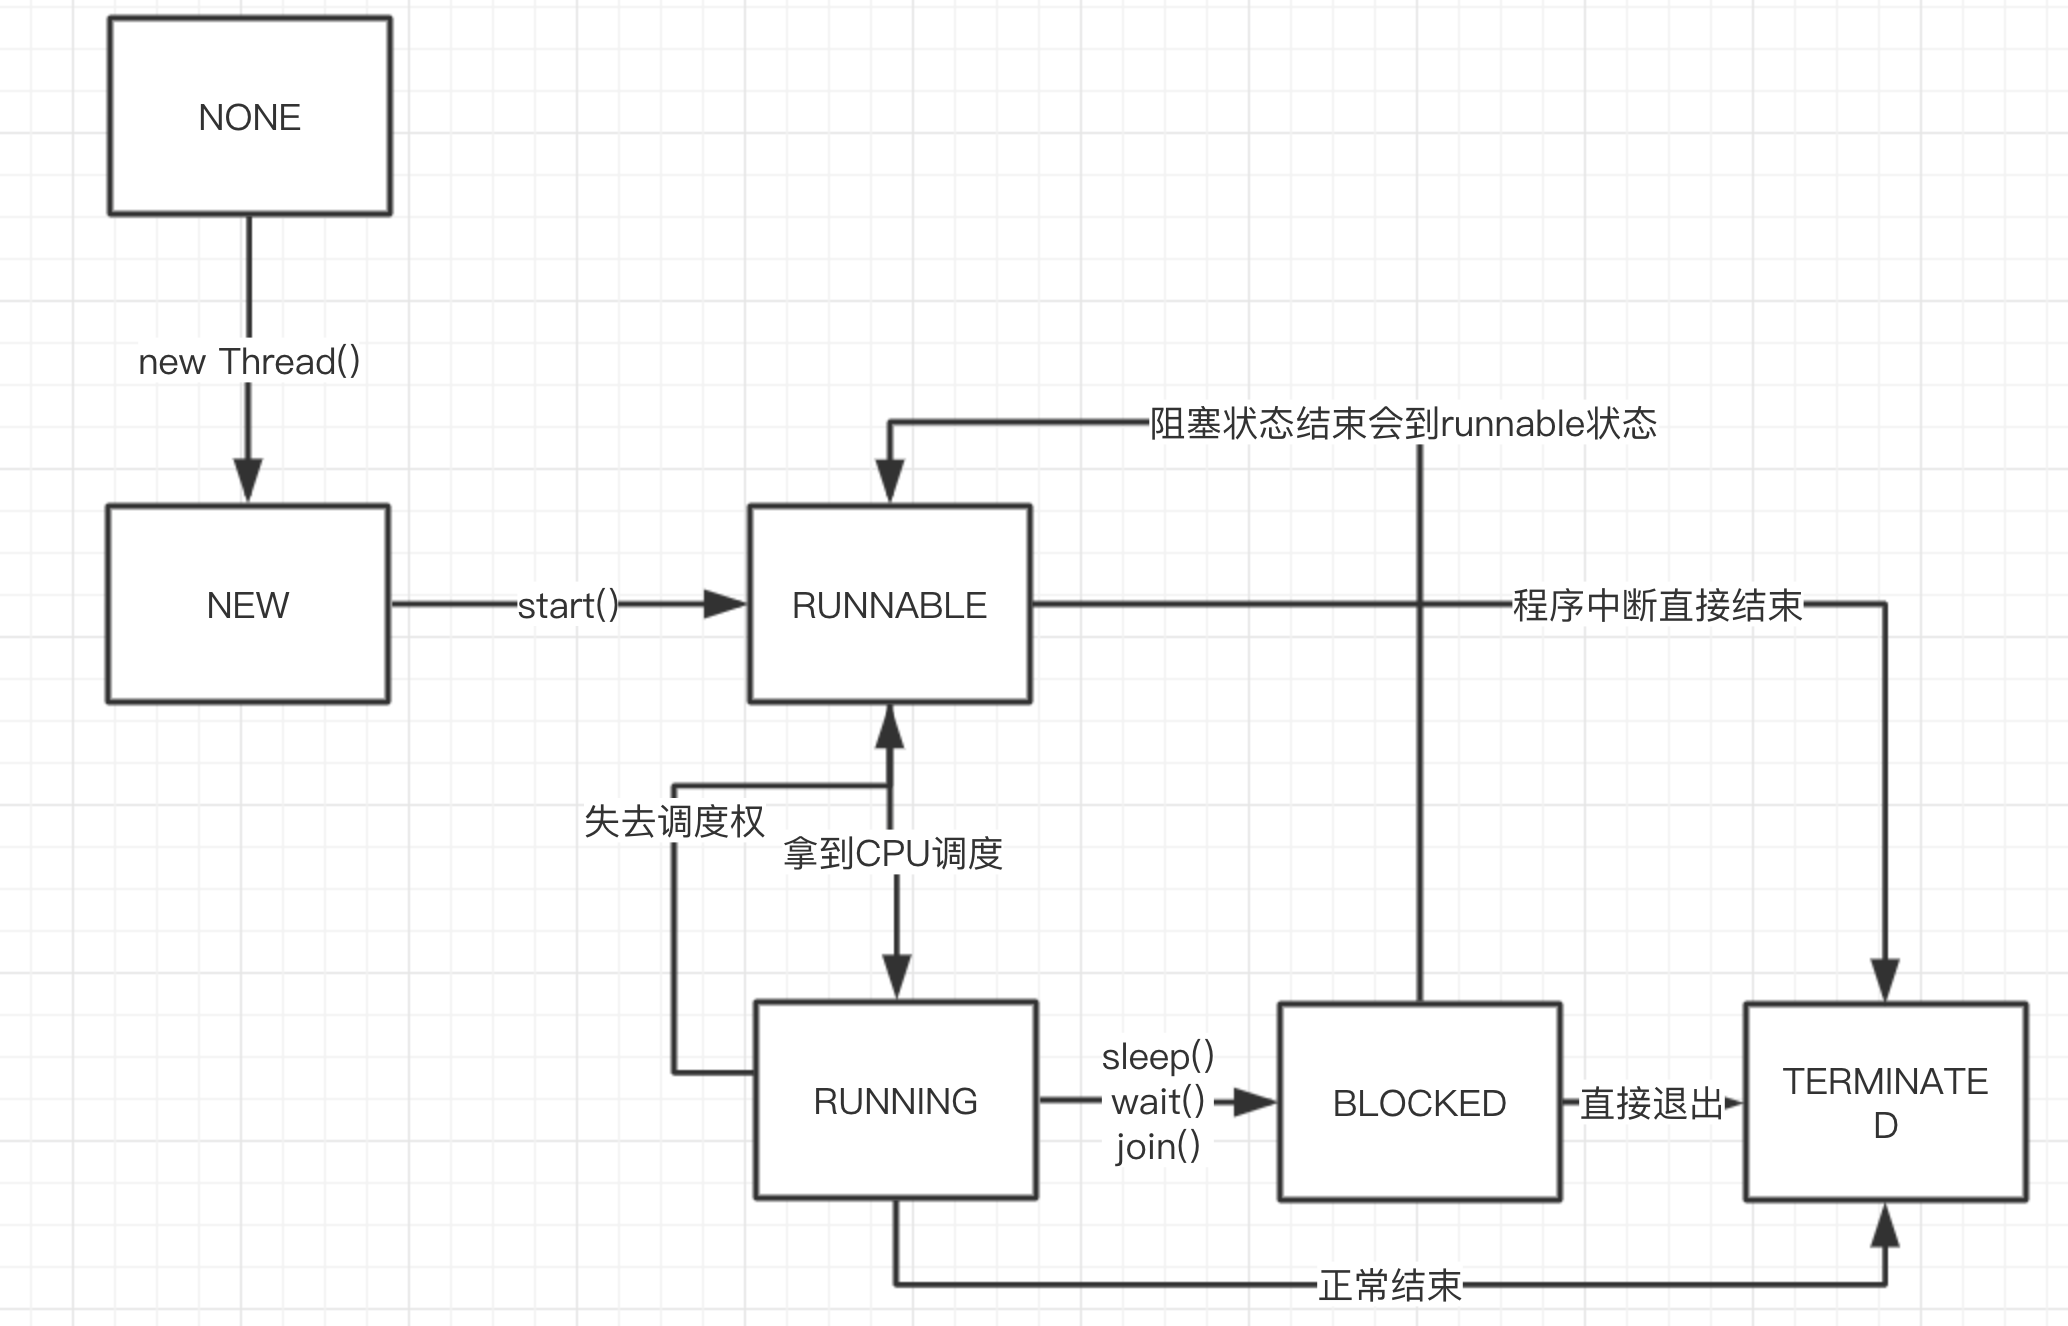 NONE
new Thread()
阻塞状态结束会到runnable状态
NEW
start()
RUNNABLE
程序中断直接结束
失去调度权
拿到CPU调度
RUNNING
sleep()
wait()
join()
BLOCKED
直接退出
TERMINATE
D
正常结束